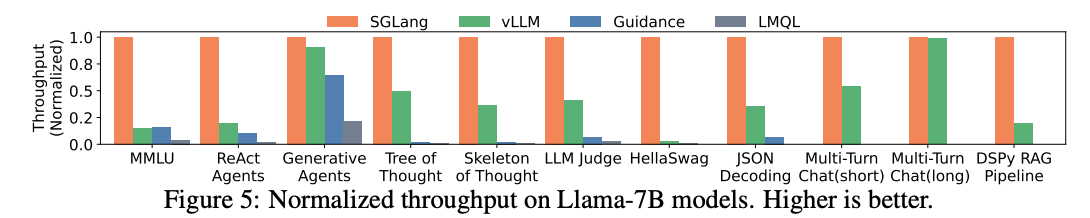 SGLang vLLM Guidance LMQL
Throughput
(Normalized)
1.0
0.8
0.5
0.2
0.0
MMLU
ReAct
Agents
Generative
Agents
Tree of
Thought
Skeleton
of Thought
LLM Judge
HellaSwag
JSON
Decoding
Multi-Turn
Chat(short)
Multi-Turn
Chat(long)
DSPy RAG
Pipeline
Figure 5: Normalized throughput on Llama-7B models. Higher is better.